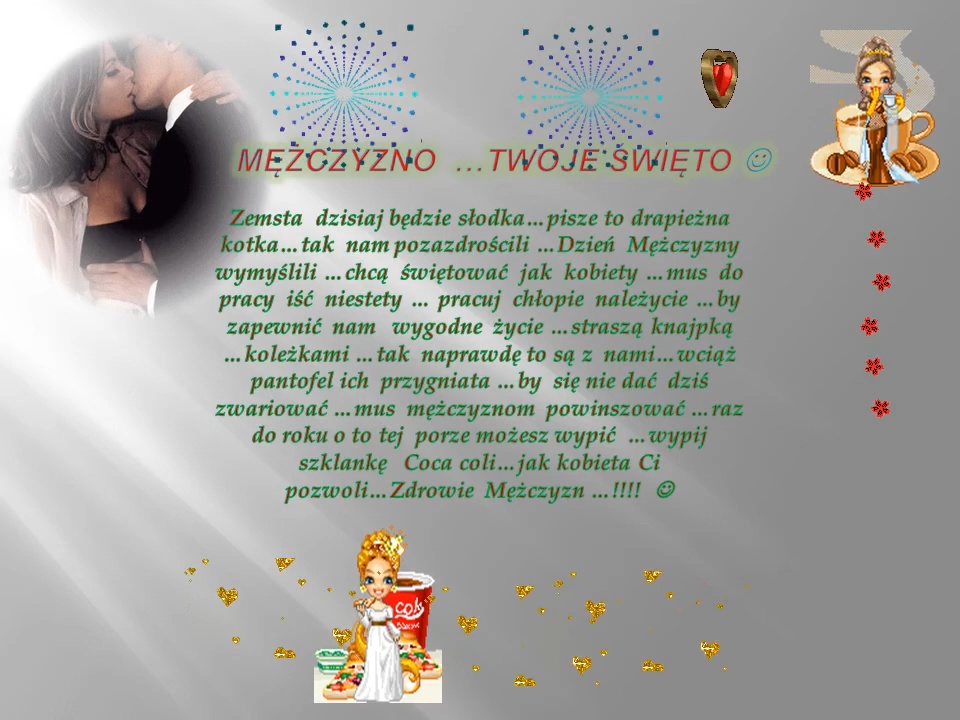 MĘŻCZYZNO ...TWOJE ŚWIĘTO ☺
Zemsta dzisiaj będzie słodka...pisze to drapieżna
kotka...tak nam pozazdrościli ...Dzień Mężczyzny
wymyślili ...chcą świętować jak kobiety ...mus do
pracy iść niestety ... pracuj chłopie należycie ...by
zapewnić nam wygodne życie ...straszą knajpką
...koleżkami ...tak naprawdę to są z nami...wciąż
pantofel ich przygniata ...by się nie dać dziś
zwariować ...mus mężczyznom powinszować ...raz
do roku o to tej porze możesz wypić ...wypij
szklankę Coca coli...jak kobieta Ci
pozwoli...Zdrowie Mężczyzn ...!!!! ☺